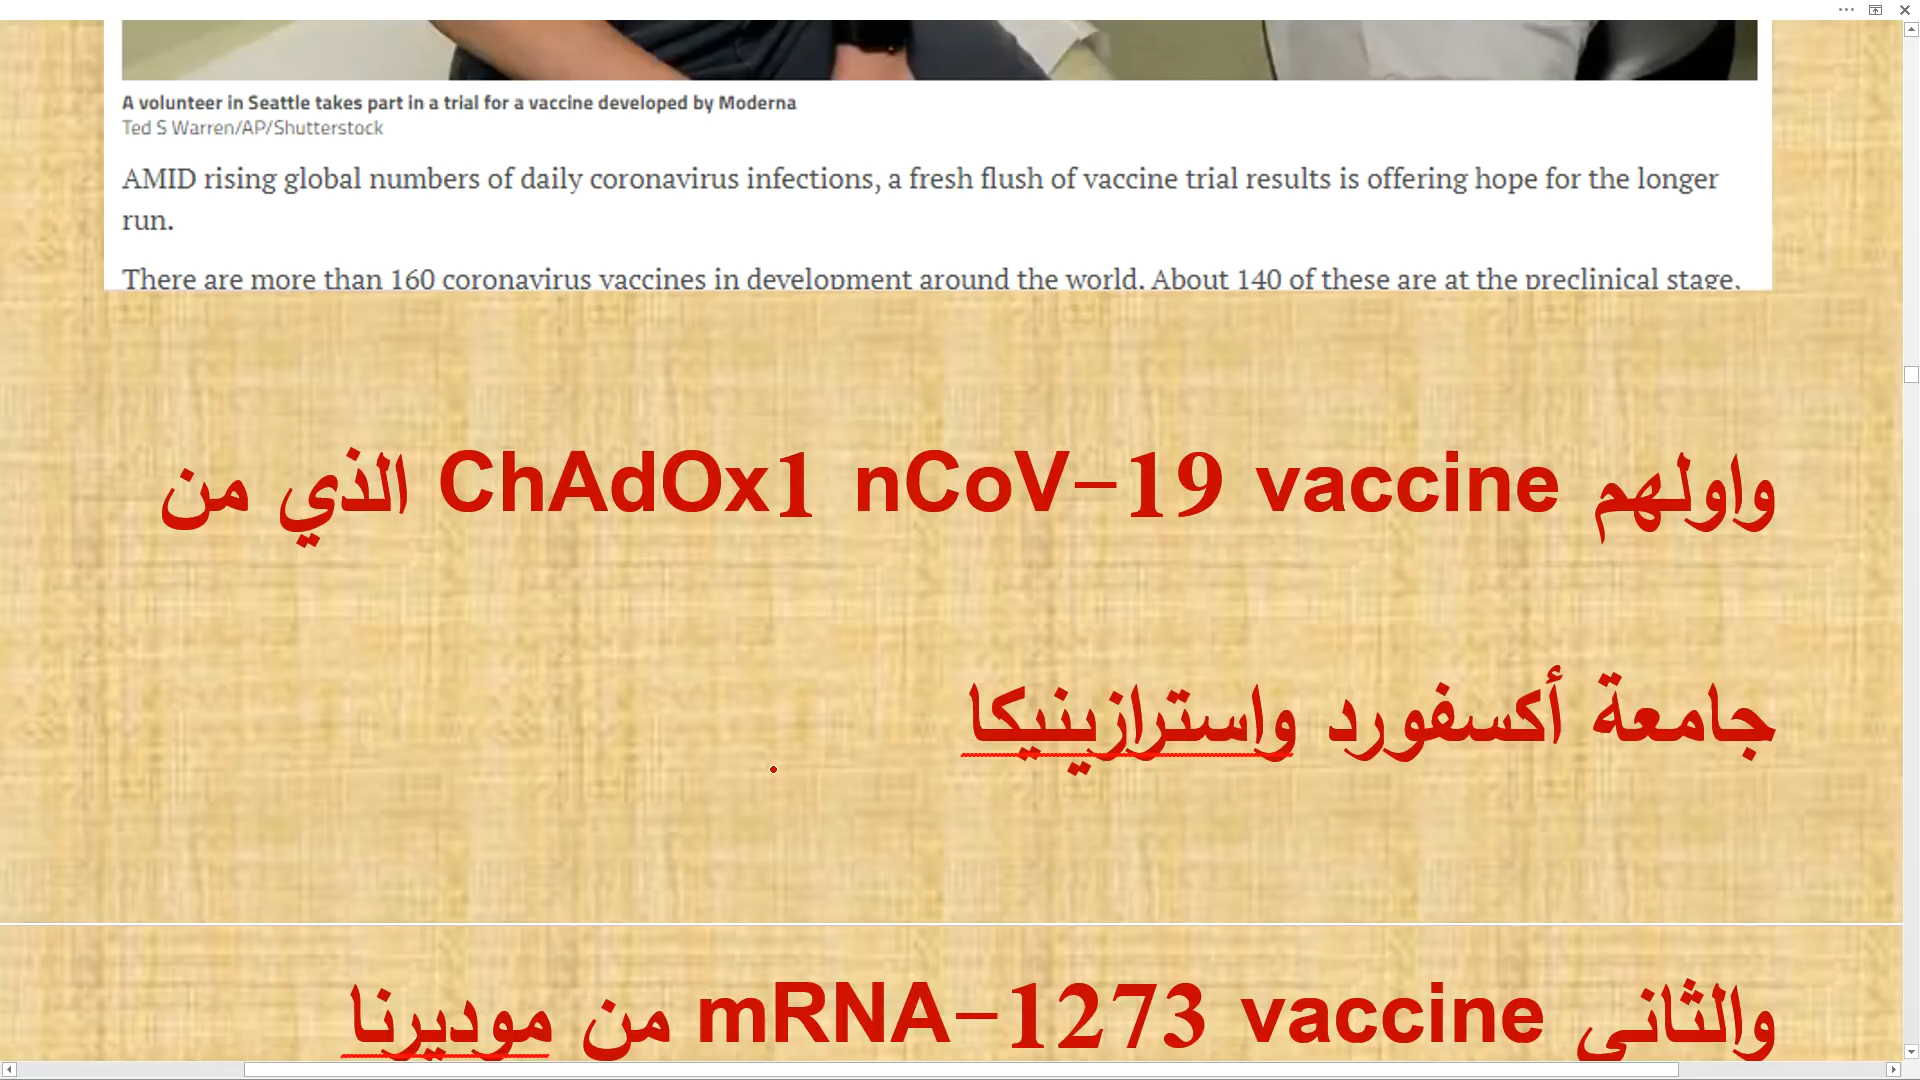 A volunteer in Seattle takes part in a trial for a vaccine developed by Moderna
Ted S Warren/AP/Shutterstock
AMID rising global numbers of daily coronavirus infections, a fresh flush of vaccine trial results is offering hope for the longer
run.
There are more than 160 coronavirus vaccines in development around the world. About 140 of these are at the preclinical stage,
واولهم ChAdOx1 nCoV-19 vaccine الذي من
جامعة أكسفورد واسترازينيكا
والثاني mRNA-1273 vaccine من موديرنا